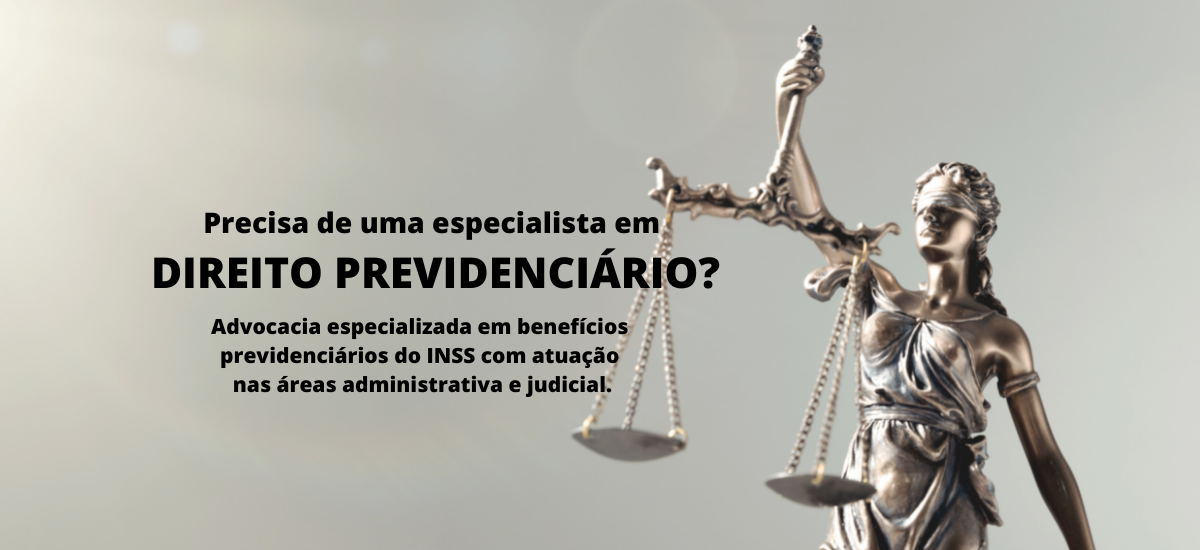 Precisa de uma especialista em
DIREITO PREVIDENCIÁRIO?
Advocacia especializada em benefícios
previdenciários do INSS com atuação
nas áreas administrativa e judicial.